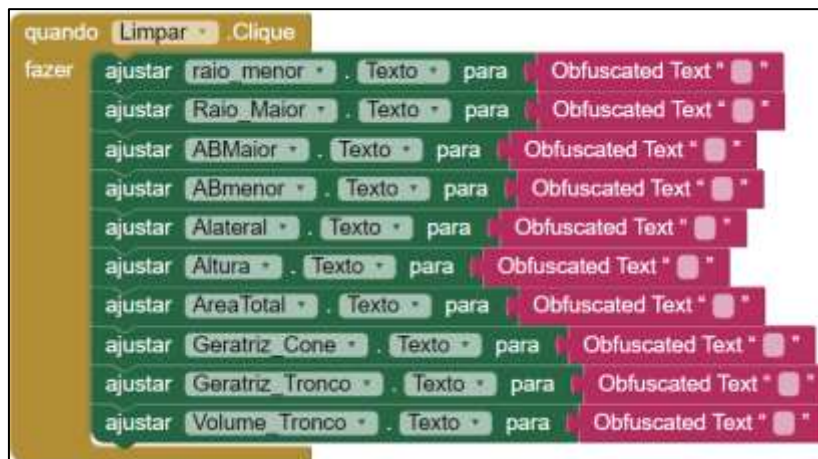 quando Limpar .Clique
fazer ajustar raio_menor . Texto para Obfuscated Text " "
ajustar Raio_Maior . Texto para Obfuscated Text " "
ajustar ABMaior . Texto para Obfuscated Text " "
ajustar ABmenor . Texto para Obfuscated Text " "
ajustar Alateral . Texto para Obfuscated Text " "
ajustar Altura . Texto para Obfuscated Text " "
ajustar AreaTotal . Texto para Obfuscated Text " "
ajustar Geratriz_Cone . Texto para Obfuscated Text " "
ajustar Geratriz_Tronco . Texto para Obfuscated Text " "
ajustar Volume_Tronco . Texto para Obfuscated Text " "